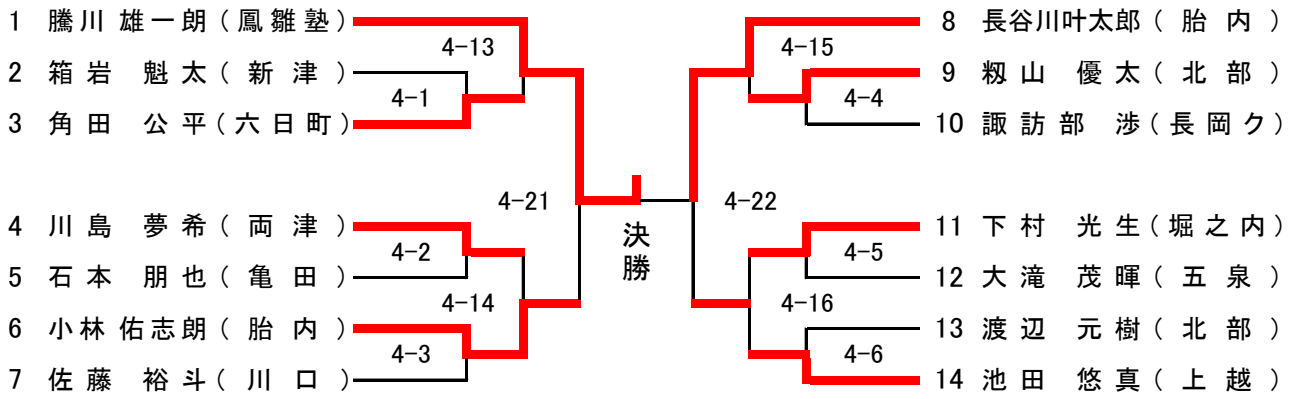 1 騰川 雄一朗(鳳雛塾)
4-13
2 箱岩 魁太(新津)
4-1
3 角田 公平(六日町)
4-21
4 川島 夢希(両津)
4-2
5 石本 朋也(亀田)
4-14
6 小林 佑志朗(胎内)
4-3
7 佐藤 裕斗(川口)
決勝
8 長谷川叶太郎(胎内)
4-15
9 籾山 優太(北部)
4-4
10 諏訪部 渉(長岡ク)
4-22
11 下村 光生(堀之内)
4-5
12 大滝 茂暉(五泉)
4-16
13 渡辺 元樹(北部)
4-6
14 池田 悠真(上越)